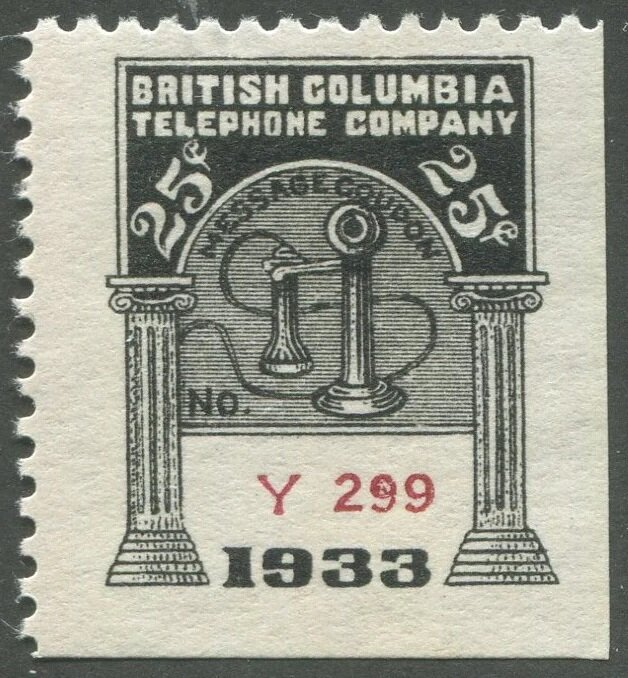 BRITISH COLUMBIA
TELEPHONE COMPANY
25¢ 25¢
MESSAGE COUPON
No.
Y 299
1933